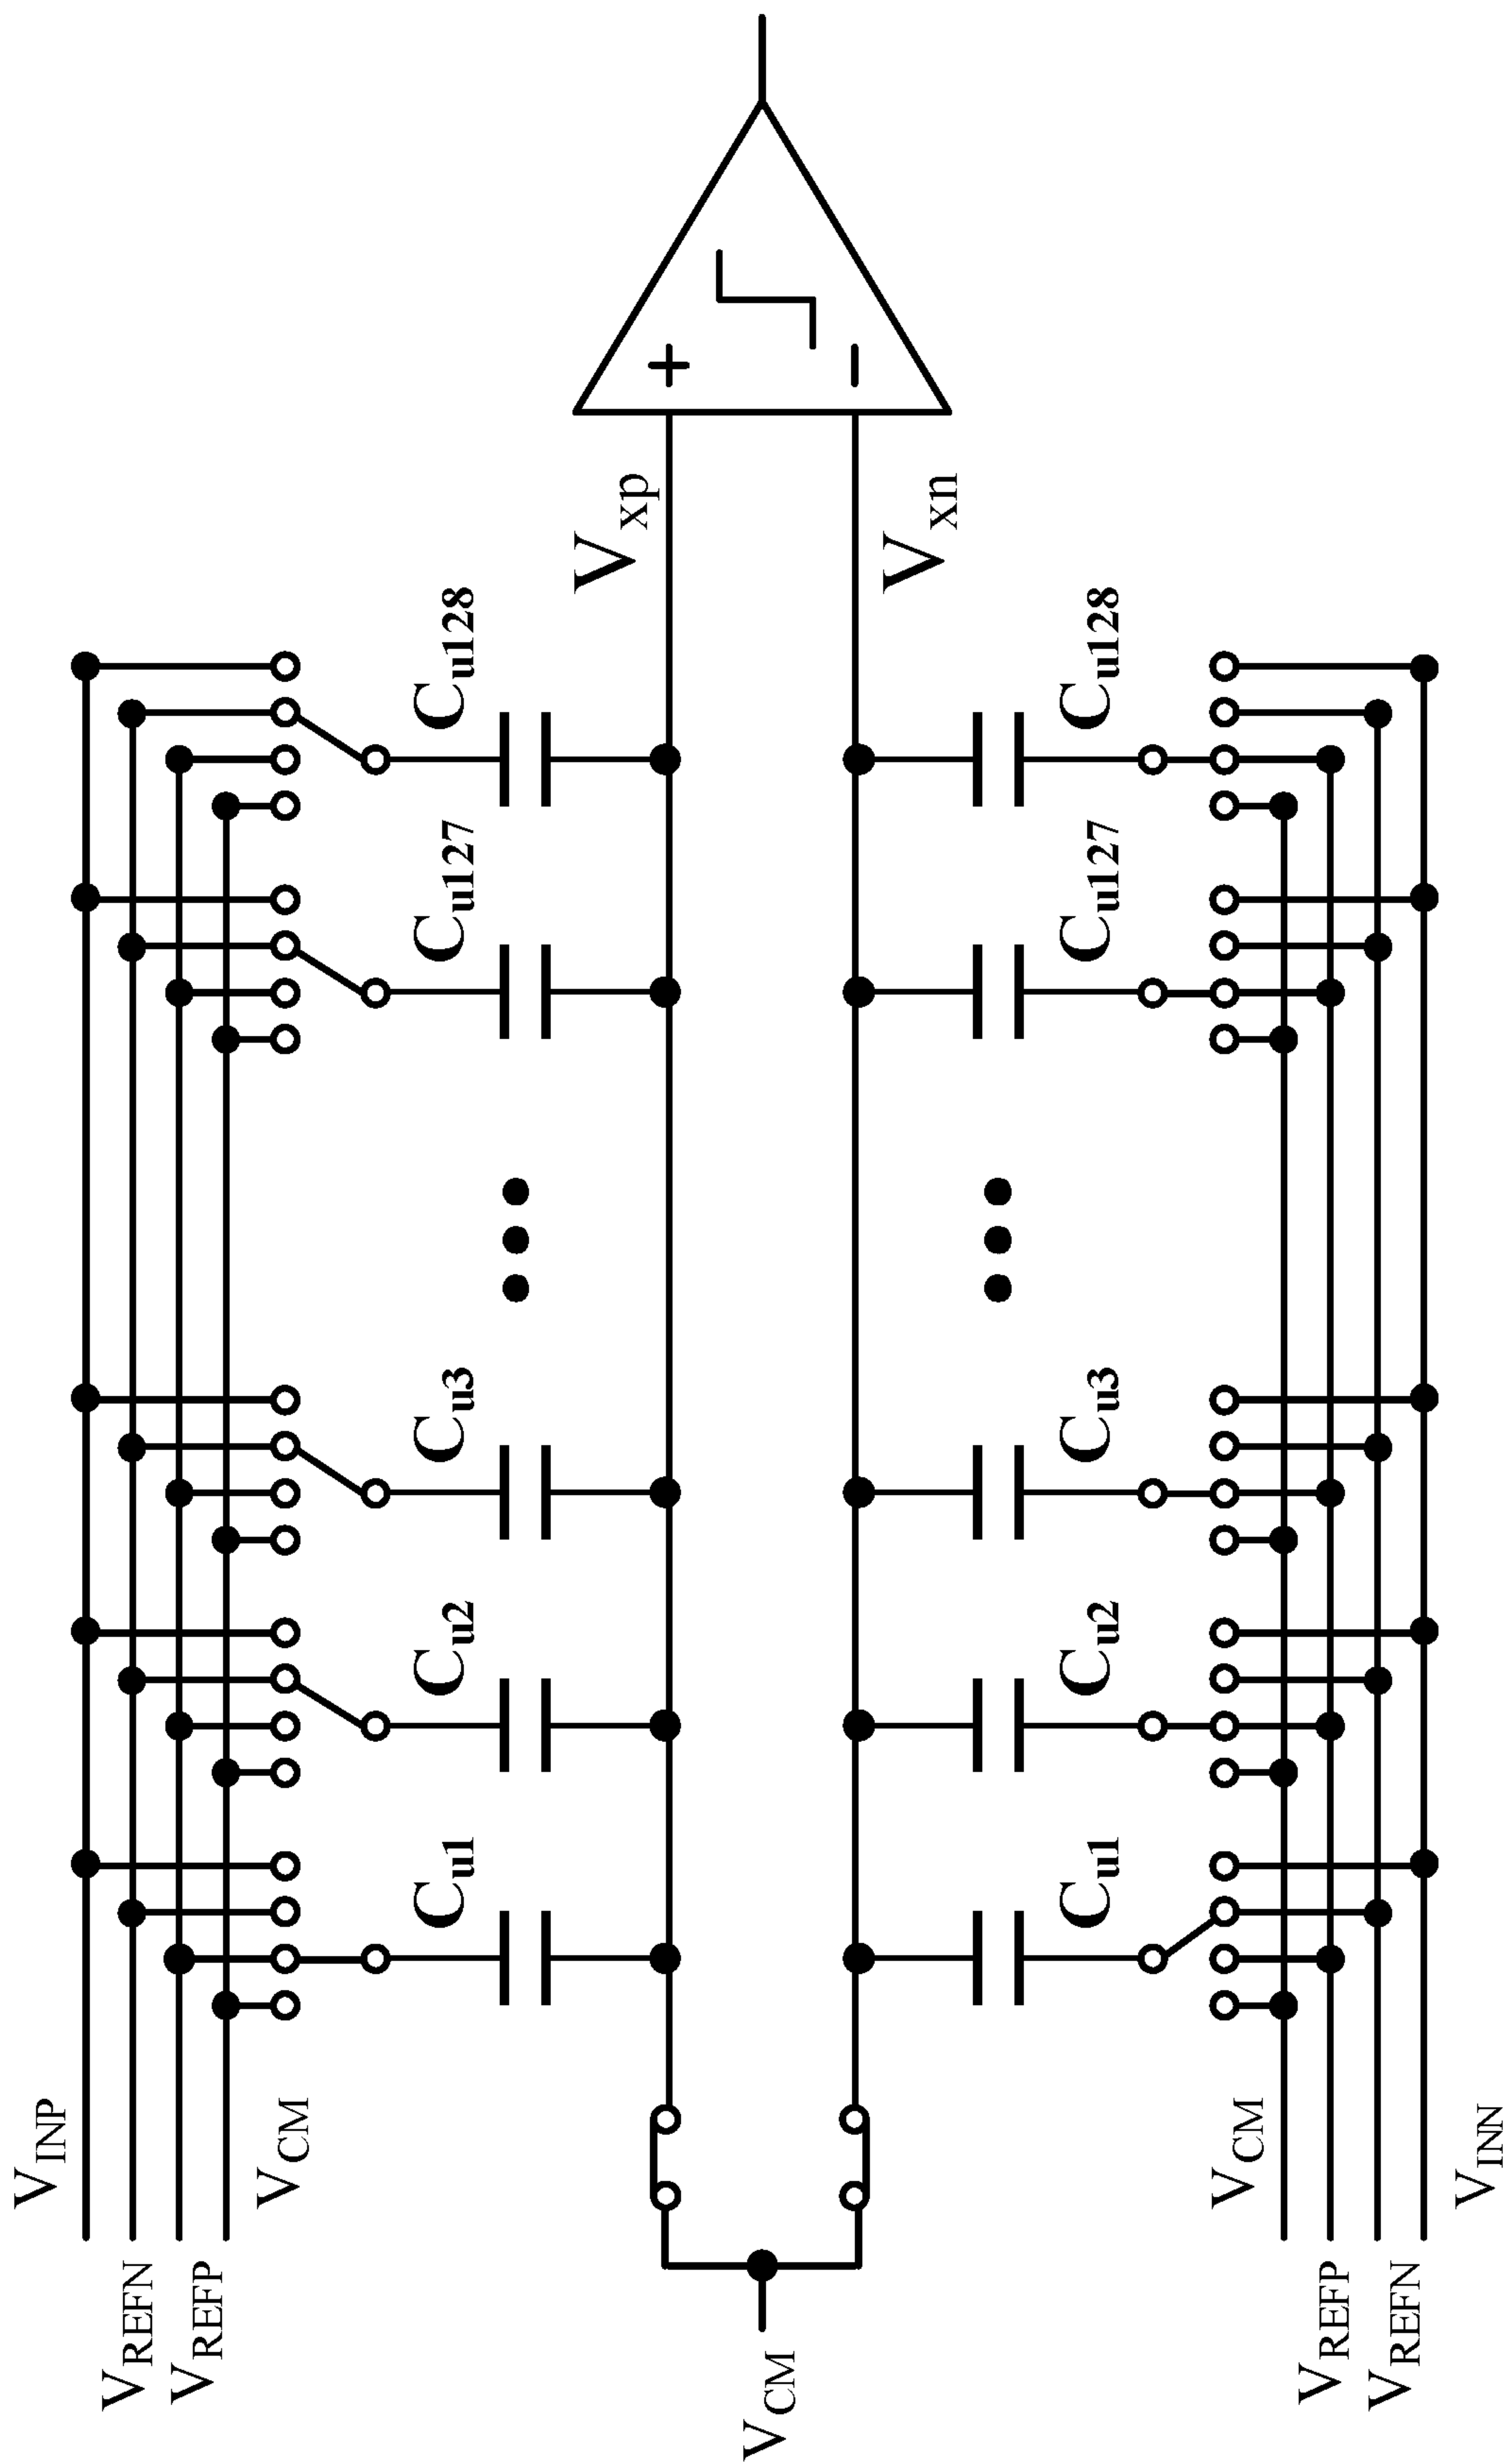 VINP
VREFN
VREFP
VCM
Cu1
Cu2
Cu3
Cu127
Cu128
Vxp
+
VCM
−
Vxn
Cu1
Cu2
Cu3
Cu127
Cu128
VCM
VREFP
VREFN
VINN